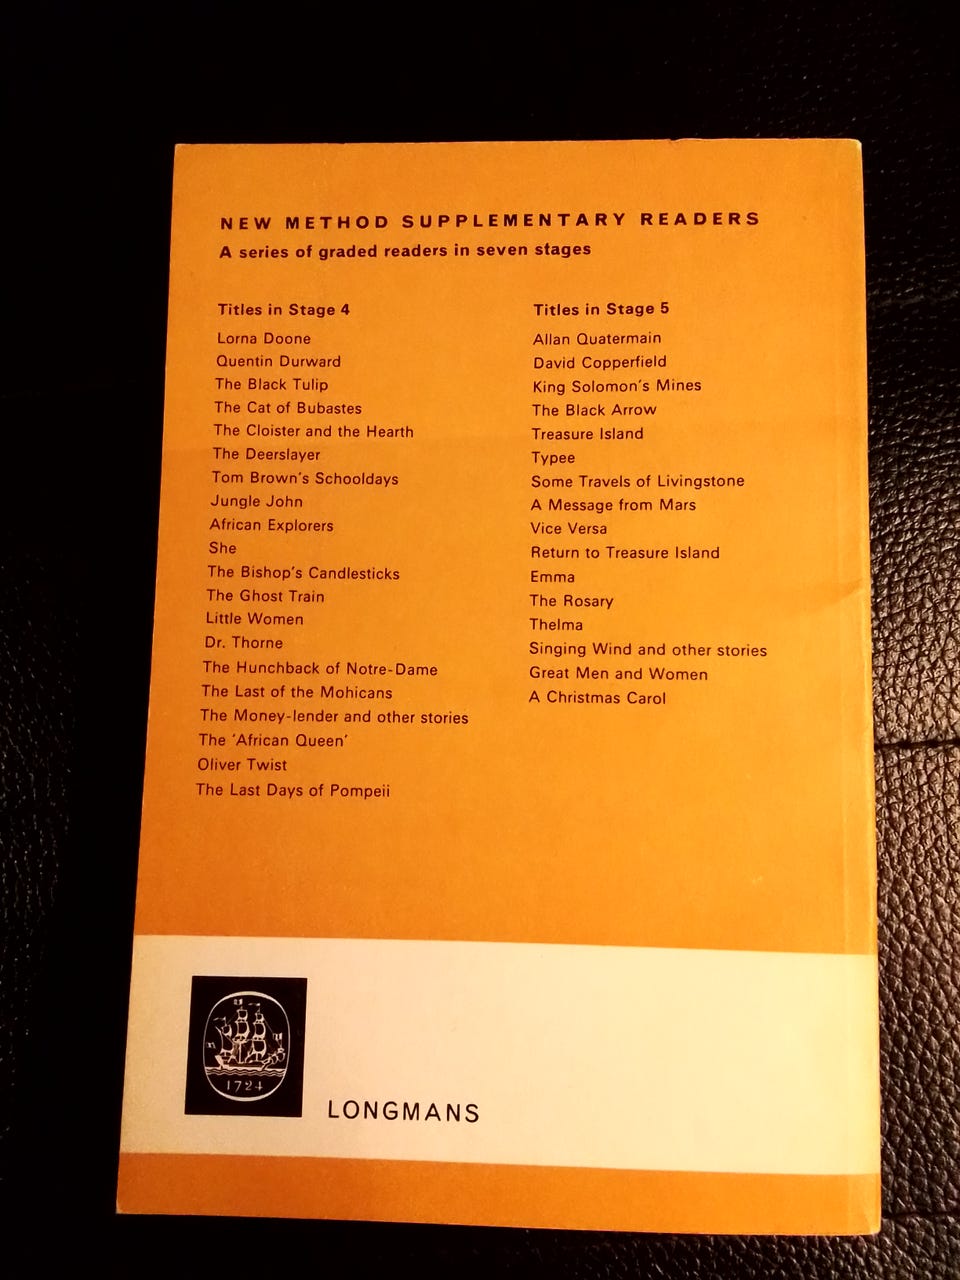 NEW METHOD SUPPLEMENTARY READERS
A series of graded readers in seven stages
Titles in Stage 4
Lorna Doone
Quentin Durward
The Black Tulip
The Cat of Bubastes
The Cloister and the Hearth
The Deerslayer
Tom Brown's Schooldays
Jungle John
African Explorers
She
The Bishop's Candlesticks
The Ghost Train
Little Women
Dr. Thorne
The Hunchback of Notre-Dame
The Last of the Mohicans
The Money-lender and other stories
The 'African Queen'
Oliver Twist
The Last Days of Pompeii
Titles in Stage 5
Allan Quatermain
David Copperfield
King Solomon's Mines
The Black Arrow
Treasure Island
Typee
Some Travels of Livingstone
A Message from Mars
Vice Versa
Return to Treasure Island
Emma
The Rosary
Thelma
Singing Wind and other stories
Great Men and Women
A Christmas Carol
1724
LONGMANS